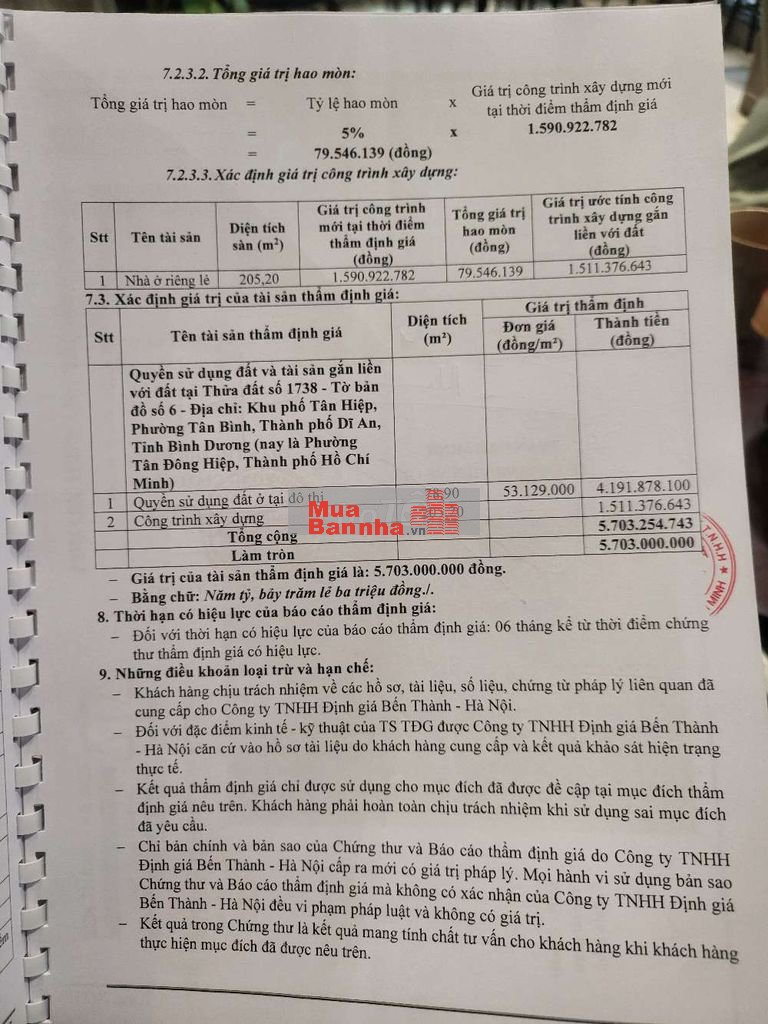 7.2.3.2. Tổng giá trị hao mòn:
Tổng giá trị hao mòn = Tỷ lệ hao mòn x Giá trị công trình xây dựng mới tại thời điểm thẩm định giá
= 5% x 1.590.922.782
= 79.546.139 (đồng)
7.2.3.3. Xác định giá trị công trình xây dựng:
Stt Tên tài sản Diện tích sàn (m²) Giá trị công trình mới tại thời điểm thẩm định giá (đồng) Tổng giá trị hao mòn (đồng) Giá trị ước tính công trình xây dựng gắn liền với đất (đồng)
1 Nhà ở riêng lẻ 205,20 1.590.922.782 79.546.139 1.511.376.643
7.3. Xác định giá trị của tài sản thẩm định giá:
Stt Tên tài sản thẩm định giá Diện tích (m²) Giá trị thẩm định
Đơn giá (đồng/m²) Thành tiền (đồng)
Quyền sử dụng đất và tài sản gắn liền
với đất tại Thửa đất số 1738 - Tờ bản
đồ số 6 - Địa chỉ: Khu phố Tân Hiệp,
Phường Tân Bình, Thành phố Dĩ An,
Tỉnh Bình Dương (nay là Phường
Tân Đông Hiệp, Thành phố Hồ Chí
Minh)
1 Quyền sử dụng đất ở tại đô thị 78,90 53.129.000 4.191.878.100
2 Công trình xây dựng 1.511.376.643
Tổng cộng 5.703.254.743
Làm tròn 5.703.000.000
Mua
Bannha.vn
T.N.H.H
MINH
– Giá trị của tài sản thẩm định giá là: 5.703.000.000 đồng.
– Bằng chữ: Năm tỷ, bảy trăm lẻ ba triệu đồng./.
8. Thời hạn có hiệu lực của báo cáo thẩm định giá:
– Đối với thời hạn có hiệu lực của báo cáo thẩm định giá: 06 tháng kể từ thời điểm chứng
thư thẩm định giá có hiệu lực.
9. Những điều khoản loại trừ và hạn chế:
– Khách hàng chịu trách nhiệm về các hồ sơ, tài liệu, số liệu, chứng từ pháp lý liên quan đã
cung cấp cho Công ty TNHH Định giá Bến Thành - Hà Nội.
– Đối với đặc điểm kinh tế - kỹ thuật của TS TĐG được Công ty TNHH Định giá Bến Thành
- Hà Nội căn cứ vào hồ sơ tài liệu do khách hàng cung cấp và kết quả khảo sát hiện trạng
thực tế.
– Kết quả thẩm định giá chỉ được sử dụng cho mục đích đã được đề cập tại mục đích thẩm
định giá nêu trên. Khách hàng phải hoàn toàn chịu trách nhiệm khi sử dụng sai mục đích
đã yêu cầu.
– Chỉ bản chính và bản sao của Chứng thư và Báo cáo thẩm định giá do Công ty TNHH
Định giá Bến Thành - Hà Nội cấp ra mới có giá trị pháp lý. Mọi hành vi sử dụng bản sao
Chứng thư và Báo cáo thẩm định giá mà không có xác nhận của Công ty TNHH Định giá
Bến Thành - Hà Nội đều vi phạm pháp luật và không có giá trị.
– Kết quả trong Chứng thư là kết quả mang tính chất tư vấn cho khách hàng khi khách hàng
thực hiện mục đích đã được nêu trên.